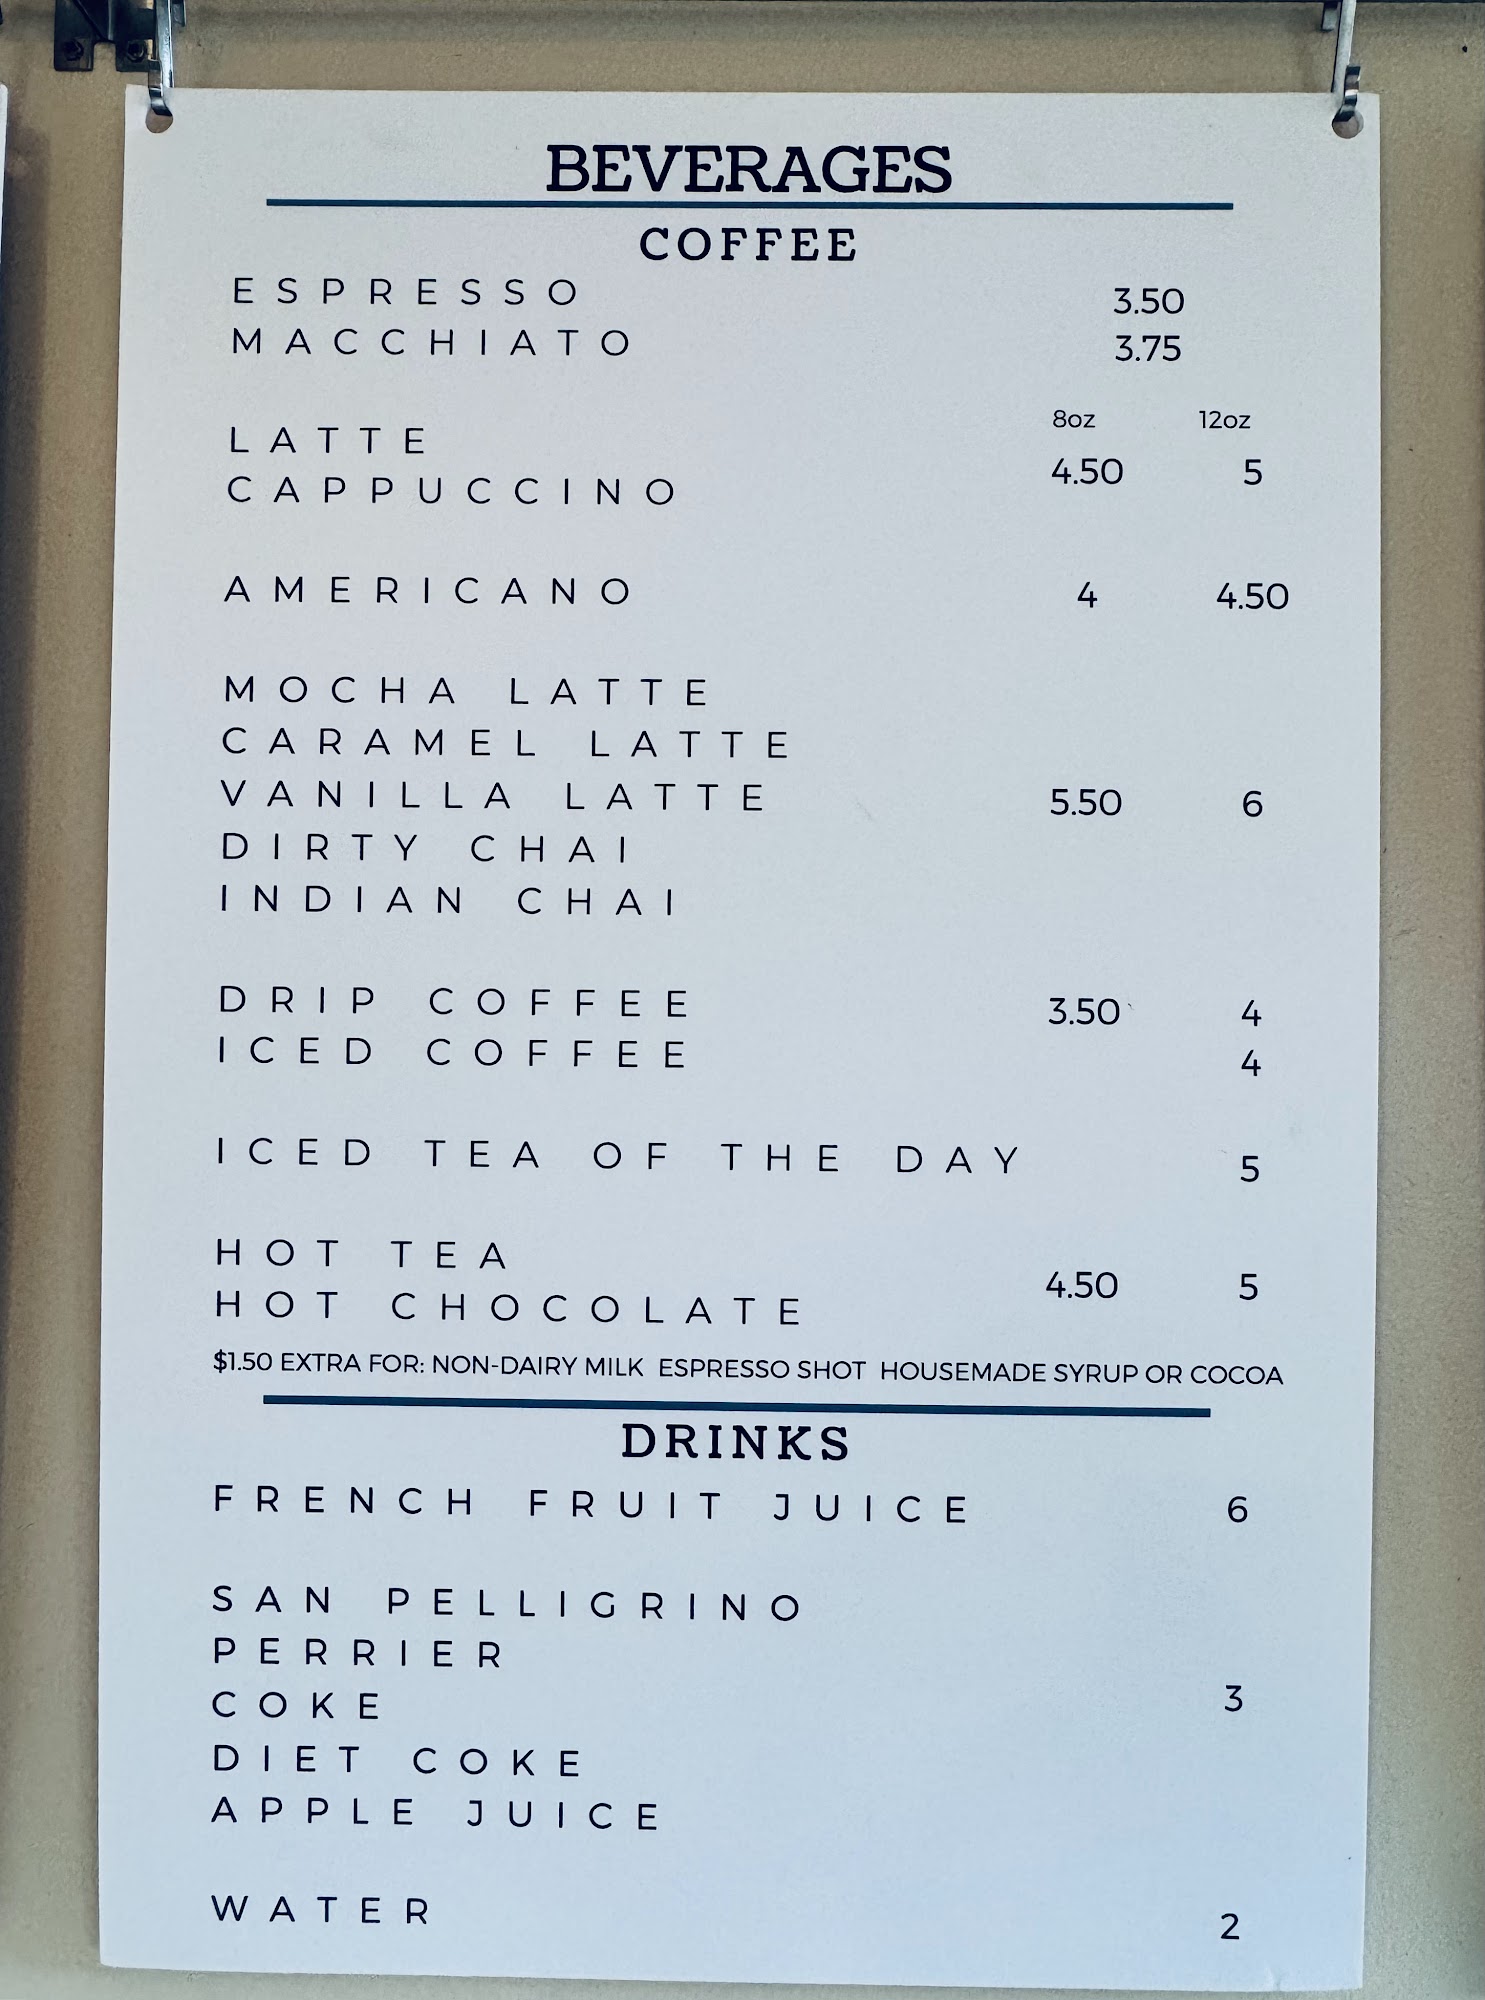 BEVERAGES
COFFEE
ESPRESSO 3.50
MACCHIATO 3.75
8oz 12oz
LATTE
4.50 5
CAPPUCCINO
AMERICANO 4 4.50
MOCHA LATTE
CARAMEL LATTE
VANILLA LATTE 5.50 6
DIRTY CHAI
INDIAN CHAI
DRIP COFFEE 3.50 4
ICED COFFEE 4
ICED TEA OF THE DAY 5
HOT TEA
4.50 5
HOT CHOCOLATE
$1.50 EXTRA FOR: NON-DAIRY MILK ESPRESSO SHOT HOUSEMADE SYRUP OR COCOA
DRINKS
FRENCH FRUIT JUICE 6
SAN PELLIGRINO
PERRIER
COKE 3
DIET COKE
APPLE JUICE
WATER 2